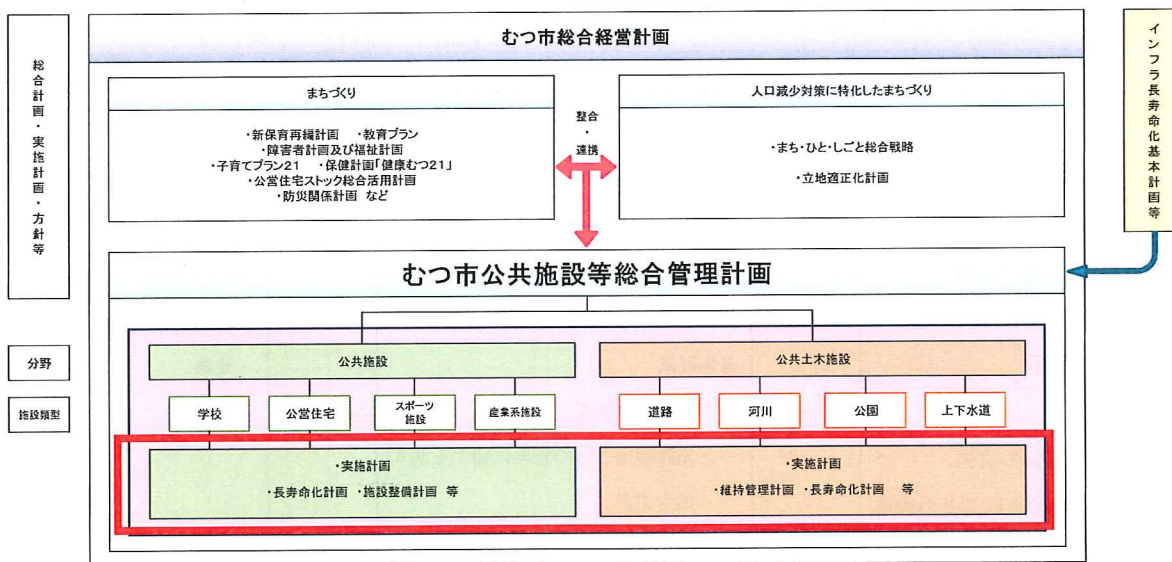 むつ市総合経営計画
総合計画・実施計画・方針等
インフラ長寿命化基本計画等
まちづくり
・新保育再編計画 ・教育プラン
・障害者計画及び福祉計画
・子育てプラン21 ・保健計画「健康むつ21」
・公営住宅ストック総合活用計画
・防災関係計画 など
整合
・
連携
人口減少対策に特化したまちづくり
・まち・ひと・しごと総合戦略
・立地適正化計画
むつ市公共施設等総合管理計画
分野
公共施設
公共土木施設
施設類型
学校
公営住宅
スポーツ
施設
産業系施設
道路
河川
公園
上下水道
・実施計画
・長寿命化計画 ・施設整備計画 等
・実施計画
・維持管理計画 ・長寿命化計画 等